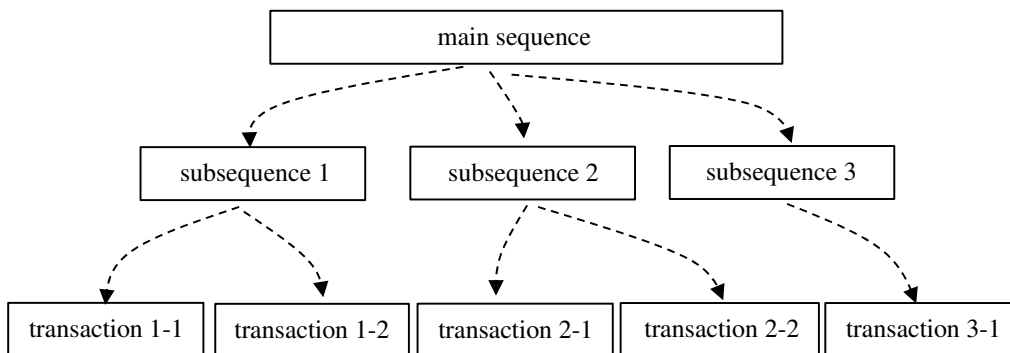 main sequence
subsequence 1
subsequence 2
subsequence 3
transaction 1-1
transaction 1-2
transaction 2-1
transaction 2-2
transaction 3-1